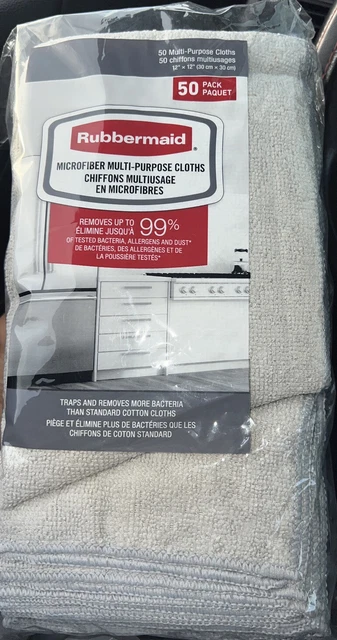 50 Multi-Purpose Cloths
50 chiffons multiusages
12" × 12" (30 cm × 30 cm)
50 PACK
PAQUET
Rubbermaid®
MICROFIBER MULTI-PURPOSE CLOTHS
CHIFFONS MULTIUSAGE
EN MICROFIBRES
REMOVES UP TO
ÉLIMINE JUSQU'À 99%
OF TESTED BACTERIA, ALLERGENS AND DUST*
DE BACTÉRIES, DES ALLERGÈNES ET DE
LA POUSSIÈRE TESTÉS*
TRAPS AND REMOVES MORE BACTERIA
THAN STANDARD COTTON CLOTHS
PIÈGE ET ÉLIMINE PLUS DE BACTÉRIES QUE LES
CHIFFONS DE COTON STANDARD